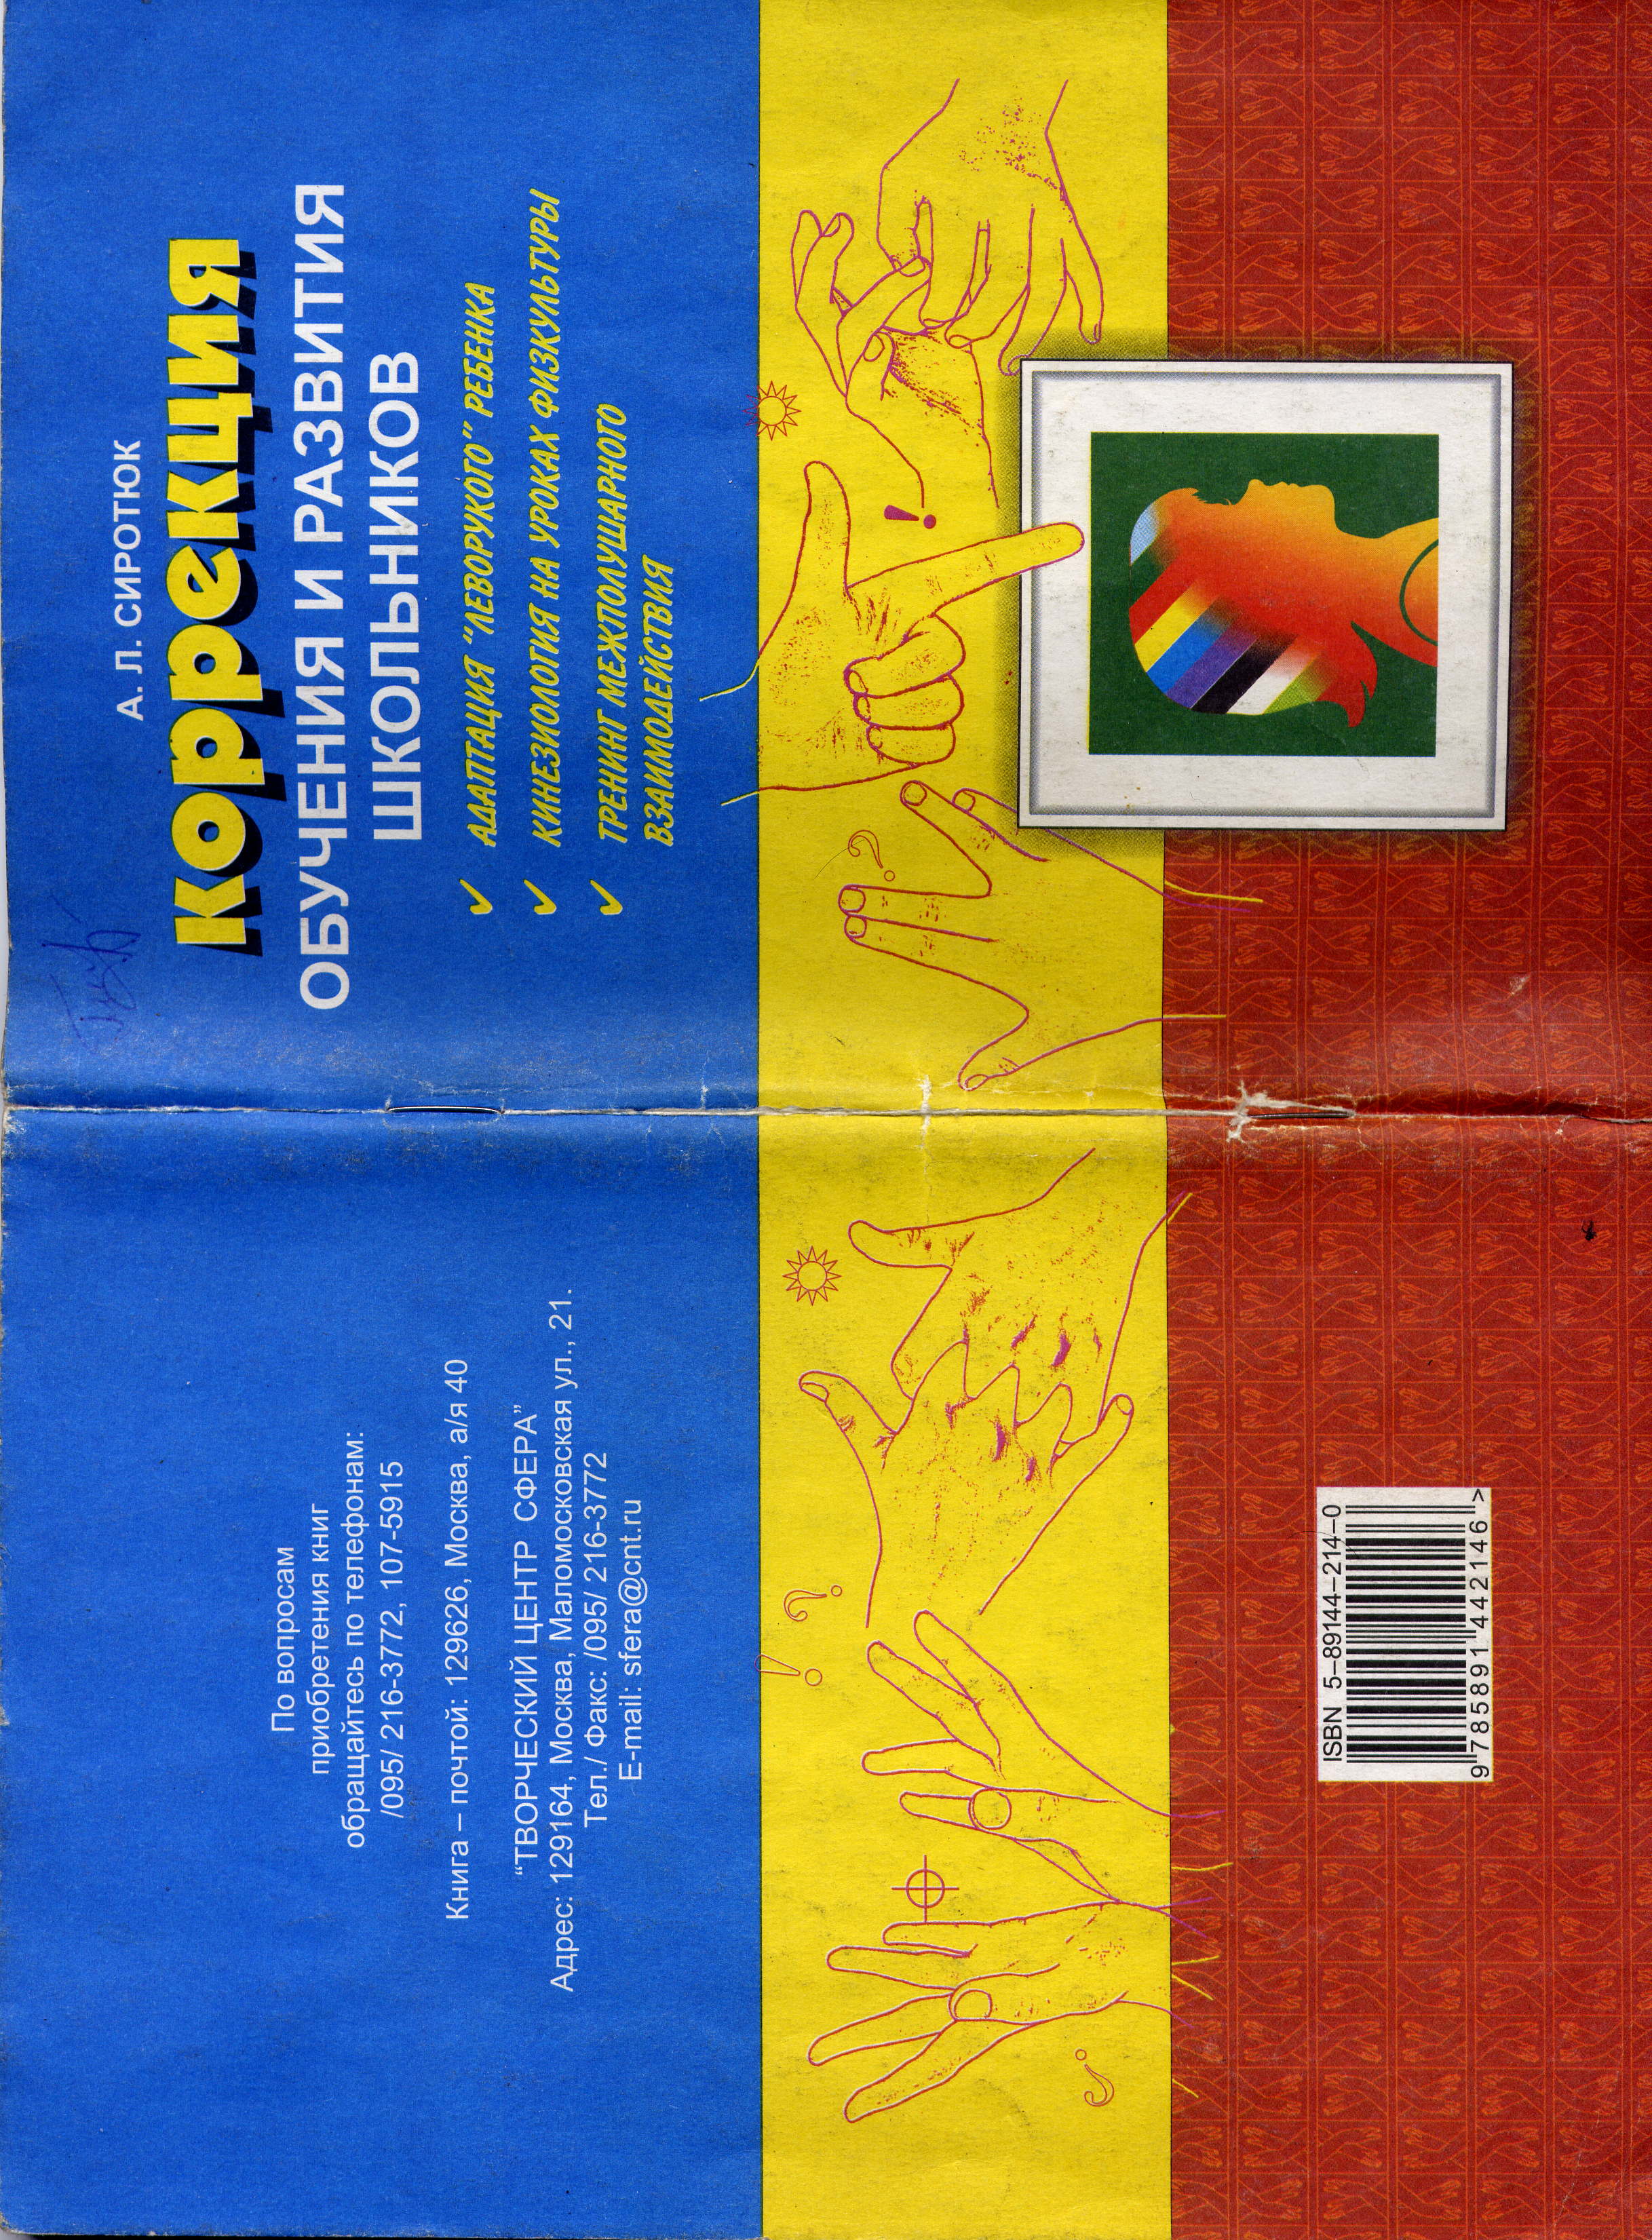 А. Л. СИРОТЮК
коррекция
ОБУЧЕНИЯ И РАЗВИТИЯ
ШКОЛЬНИКОВ
✓ АДАПТАЦИЯ "ЛЕВОРУКОГО" РЕБЕНКА
✓ КИНЕЗИОЛОГИЯ НА УРОКАХ ФИЗКУЛЬТУРЫ
✓ ТРЕНИНГ МЕЖПОЛУШАРНОГО
ВЗАИМОДЕЙСТВИЯ
По вопросам
приобретения книг
обращайтесь по телефонам:
/095/ 216-3772, 107-5915
Книга – почтой: 129626, Москва, а/я 40
“ТВОРЧЕСКИЙ ЦЕНТР СФЕРА”
Адрес: 129164, Москва, Маломосковская ул., 21.
Тел./ Факс: /095/ 216-3772
E-mail: sfera@cnt.ru
ISBN 5-89144-214-0
9 785891 442146 >